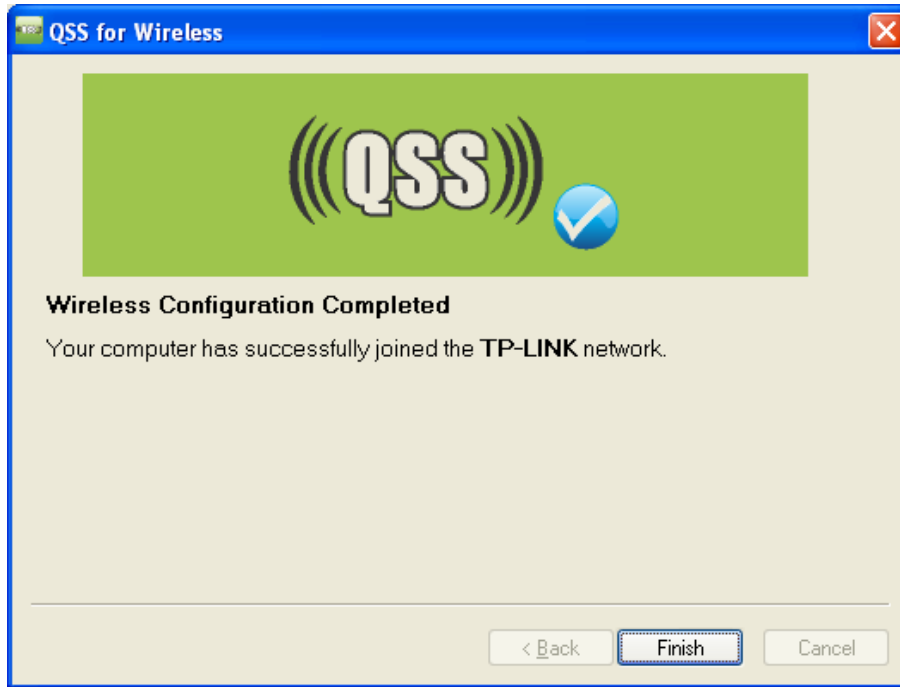 QSS for Wireless
(((QSS)))
Wireless Configuration Completed
Your computer has successfully joined the TP-LINK network.
< Back Finish Cancel